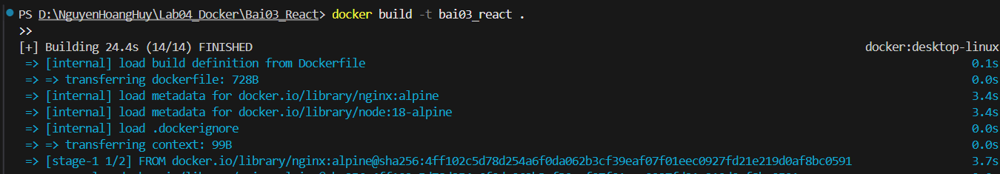 PS D:\NguyenHoangHuy\Lab04_Docker\Bai03_React> docker build -t bai03_react .
>>
[+] Building 24.4s (14/14) FINISHED docker:desktop-linux
=> [internal] load build definition from Dockerfile 0.1s
=> => transferring dockerfile: 728B 0.0s
=> [internal] load metadata for docker.io/library/nginx:alpine 3.4s
=> [internal] load metadata for docker.io/library/node:18-alpine 3.4s
=> [internal] load .dockerignore 0.0s
=> => transferring context: 99B 0.0s
=> [stage-1 1/2] FROM docker.io/library/nginx:alpine@sha256:4ff102c5d78d254a6f0da062b3cf39eaf07f01eec0927fd21e219d0af8bc0591 3.7s